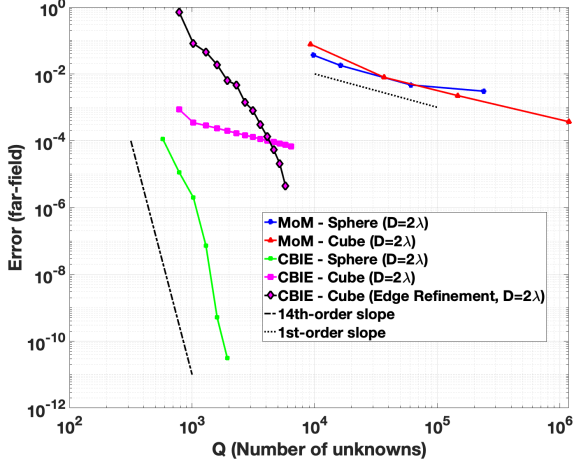 10^0
10^-2
10^-4
10^-6
10^-8
10^-10
10^-12
Error (far-field)
MoM - Sphere (D=2λ)
MoM - Cube (D=2λ)
CBIE - Sphere (D=2λ)
CBIE - Cube (D=2λ)
CBIE - Cube (Edge Refinement, D=2λ)
14th-order slope
1st-order slope
10^2 10^3 10^4 10^5 10^6
Q (Number of unknowns)